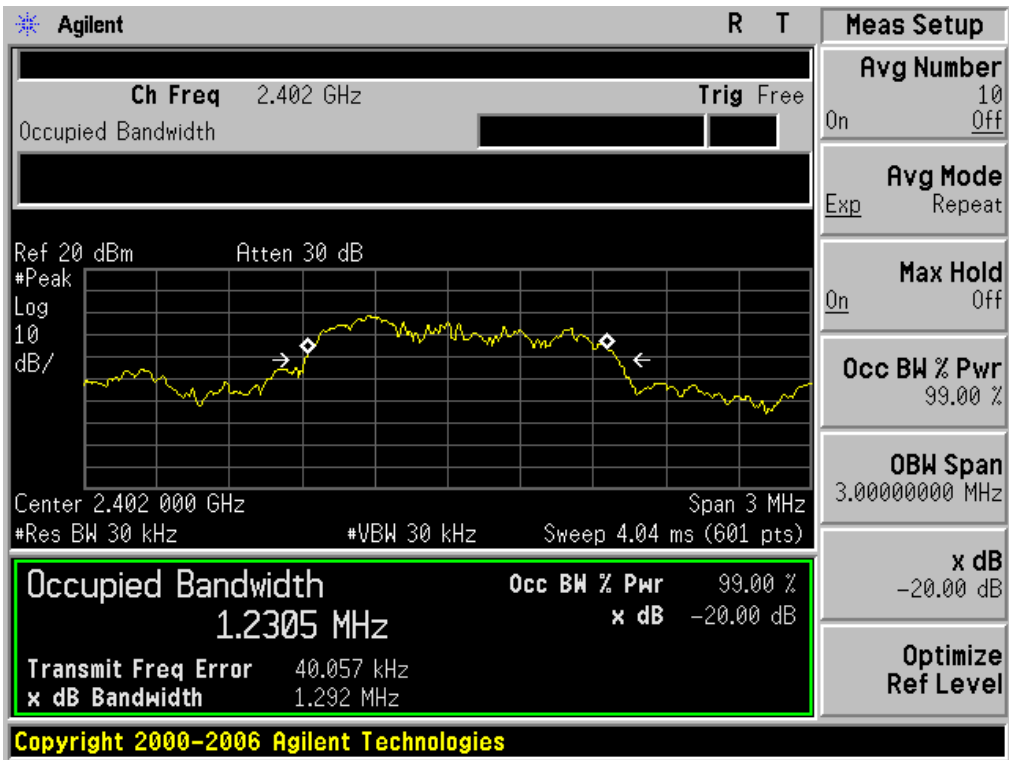 Agilent R T
Ch Freq 2.402 GHz Trig Free
Occupied Bandwidth
Ref 20 dBm Atten 30 dB
#Peak
Log
10
dB/
Center 2.402 000 GHz Span 3 MHz
#Res BW 30 kHz #VBW 30 kHz Sweep 4.04 ms (601 pts)
Occupied Bandwidth Occ BW % Pwr 99.00 %
1.2305 MHz x dB -20.00 dB
Transmit Freq Error 40.057 kHz
x dB Bandwidth 1.292 MHz
Copyright 2000-2006 Agilent Technologies
Meas Setup
Avg Number
10
On Off
Avg Mode
Exp Repeat
Max Hold
On Off
Occ BW % Pwr
99.00 %
OBW Span
3.00000000 MHz
x dB
-20.00 dB
Optimize
Ref Level